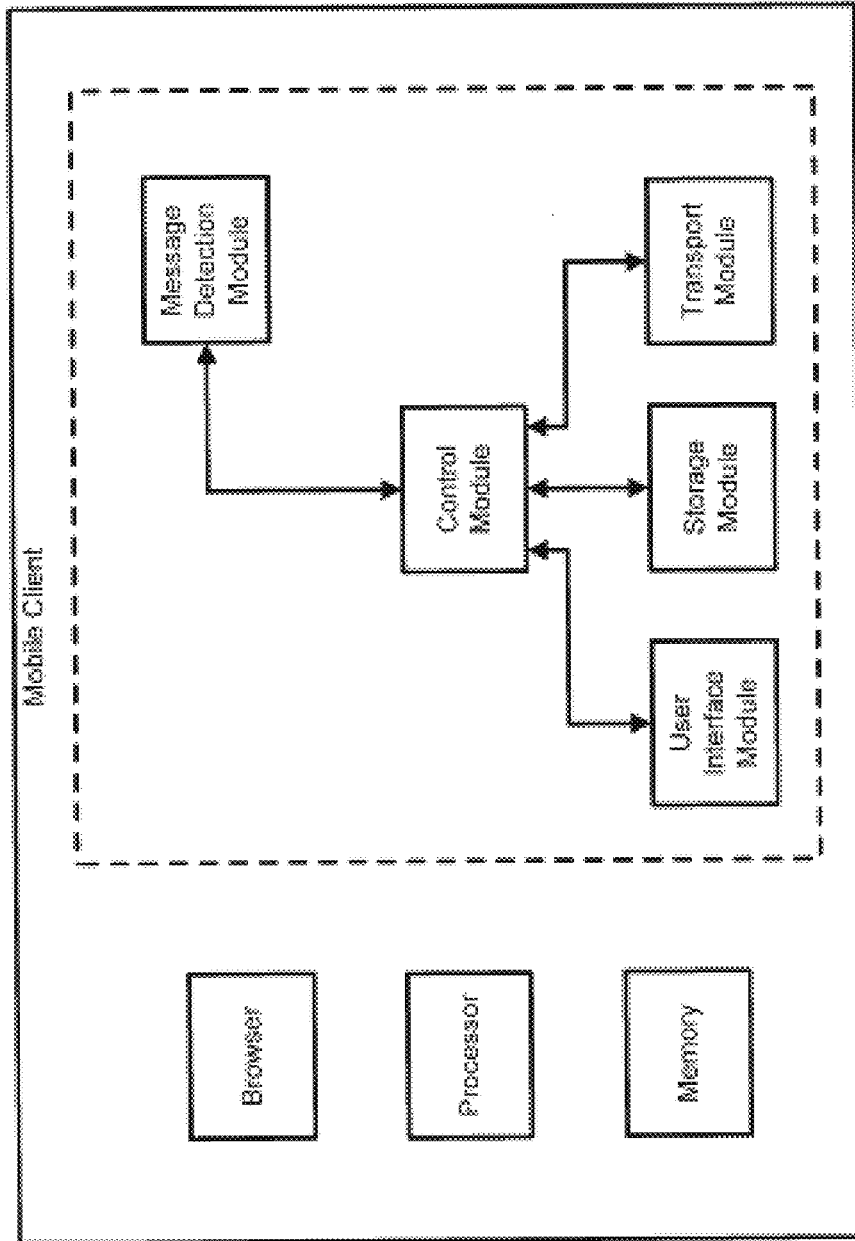 Mobile Client
Browser
Processor
Memory
Message
Detection
Module
Control
Module
User
Interface
Module
Storage
Module
Transport
Module